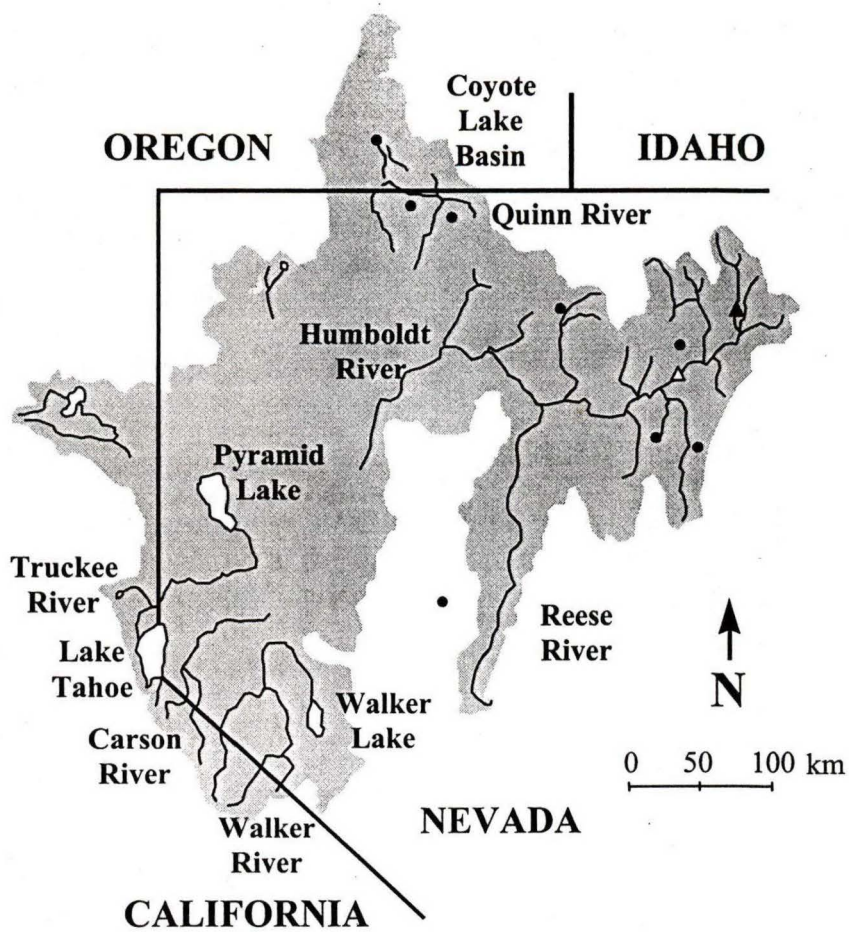 Coyote
Lake
Basin
OREGON
IDAHO
Quinn River
Humboldt
River
Pyramid
Lake
Truckee
River
Lake
Tahoe
Carson
River
Walker
River
Walker
Lake
Reese
River
N
0 50 100 km
NEVADA
CALIFORNIA